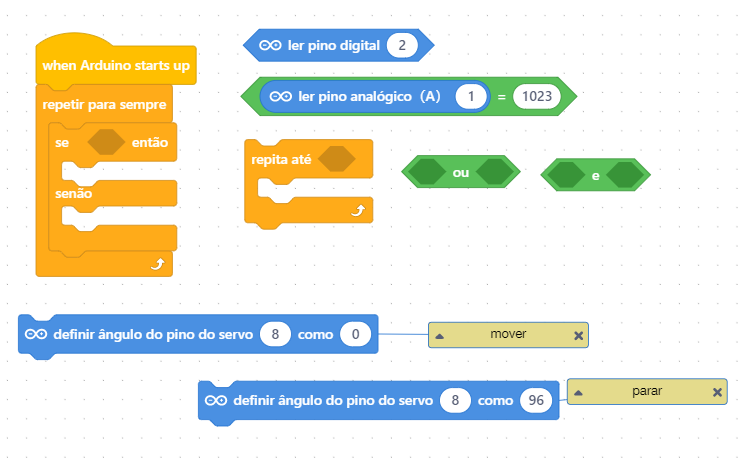 when Arduino starts up
repetir para sempre
se então
senão
ler pino digital 2
ler pino analógico (A) 1 = 1023
repita até
ou
e
definir ângulo do pino do servo 8 como 0
mover
definir ângulo do pino do servo 8 como 96
parar